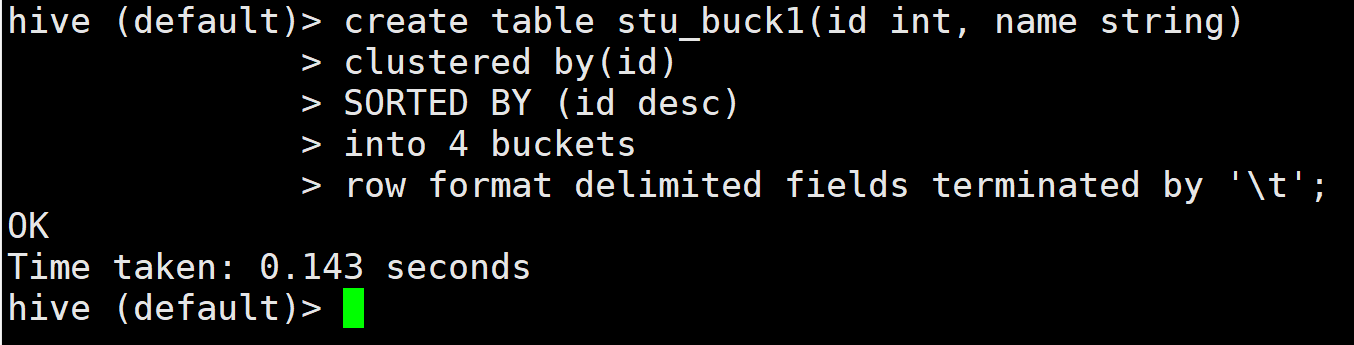 hive (default)> create table stu_buck1(id int, name string)
> clustered by(id)
> SORTED BY (id desc)
> into 4 buckets
> row format delimited fields terminated by '\t';
OK
Time taken: 0.143 seconds
hive (default)>